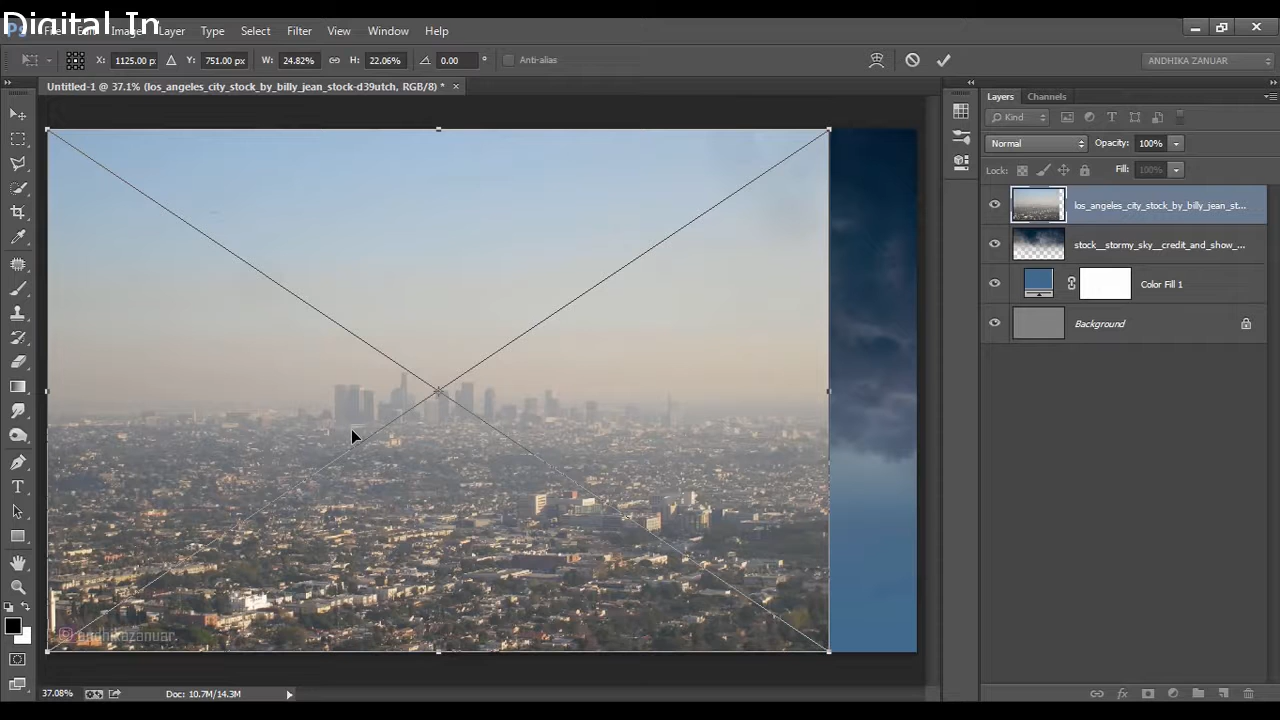 Digital In
Ps File Edit Image Layer Type Select Filter View Window Help
X: 1125.00 p: Y: 751.00 px W: 24.82% H: 22.06% 0.00 ° Anti-alias ANDHIKA ZANUAR
Untitled-1 @ 37.1% (los_angeles_city_stock_by_billy_jean_stock-d39utch, RGB/8) * ×
Layers Channels
Kind
Normal Opacity: 100%
Lock: Fill: 100%
los_angeles_city_stock_by_billy_jean_st...
stock__stormy_sky__credit_and_show_...
Color Fill 1
Background
andhikazanuar
37.08% Doc: 10.7M/14.3M